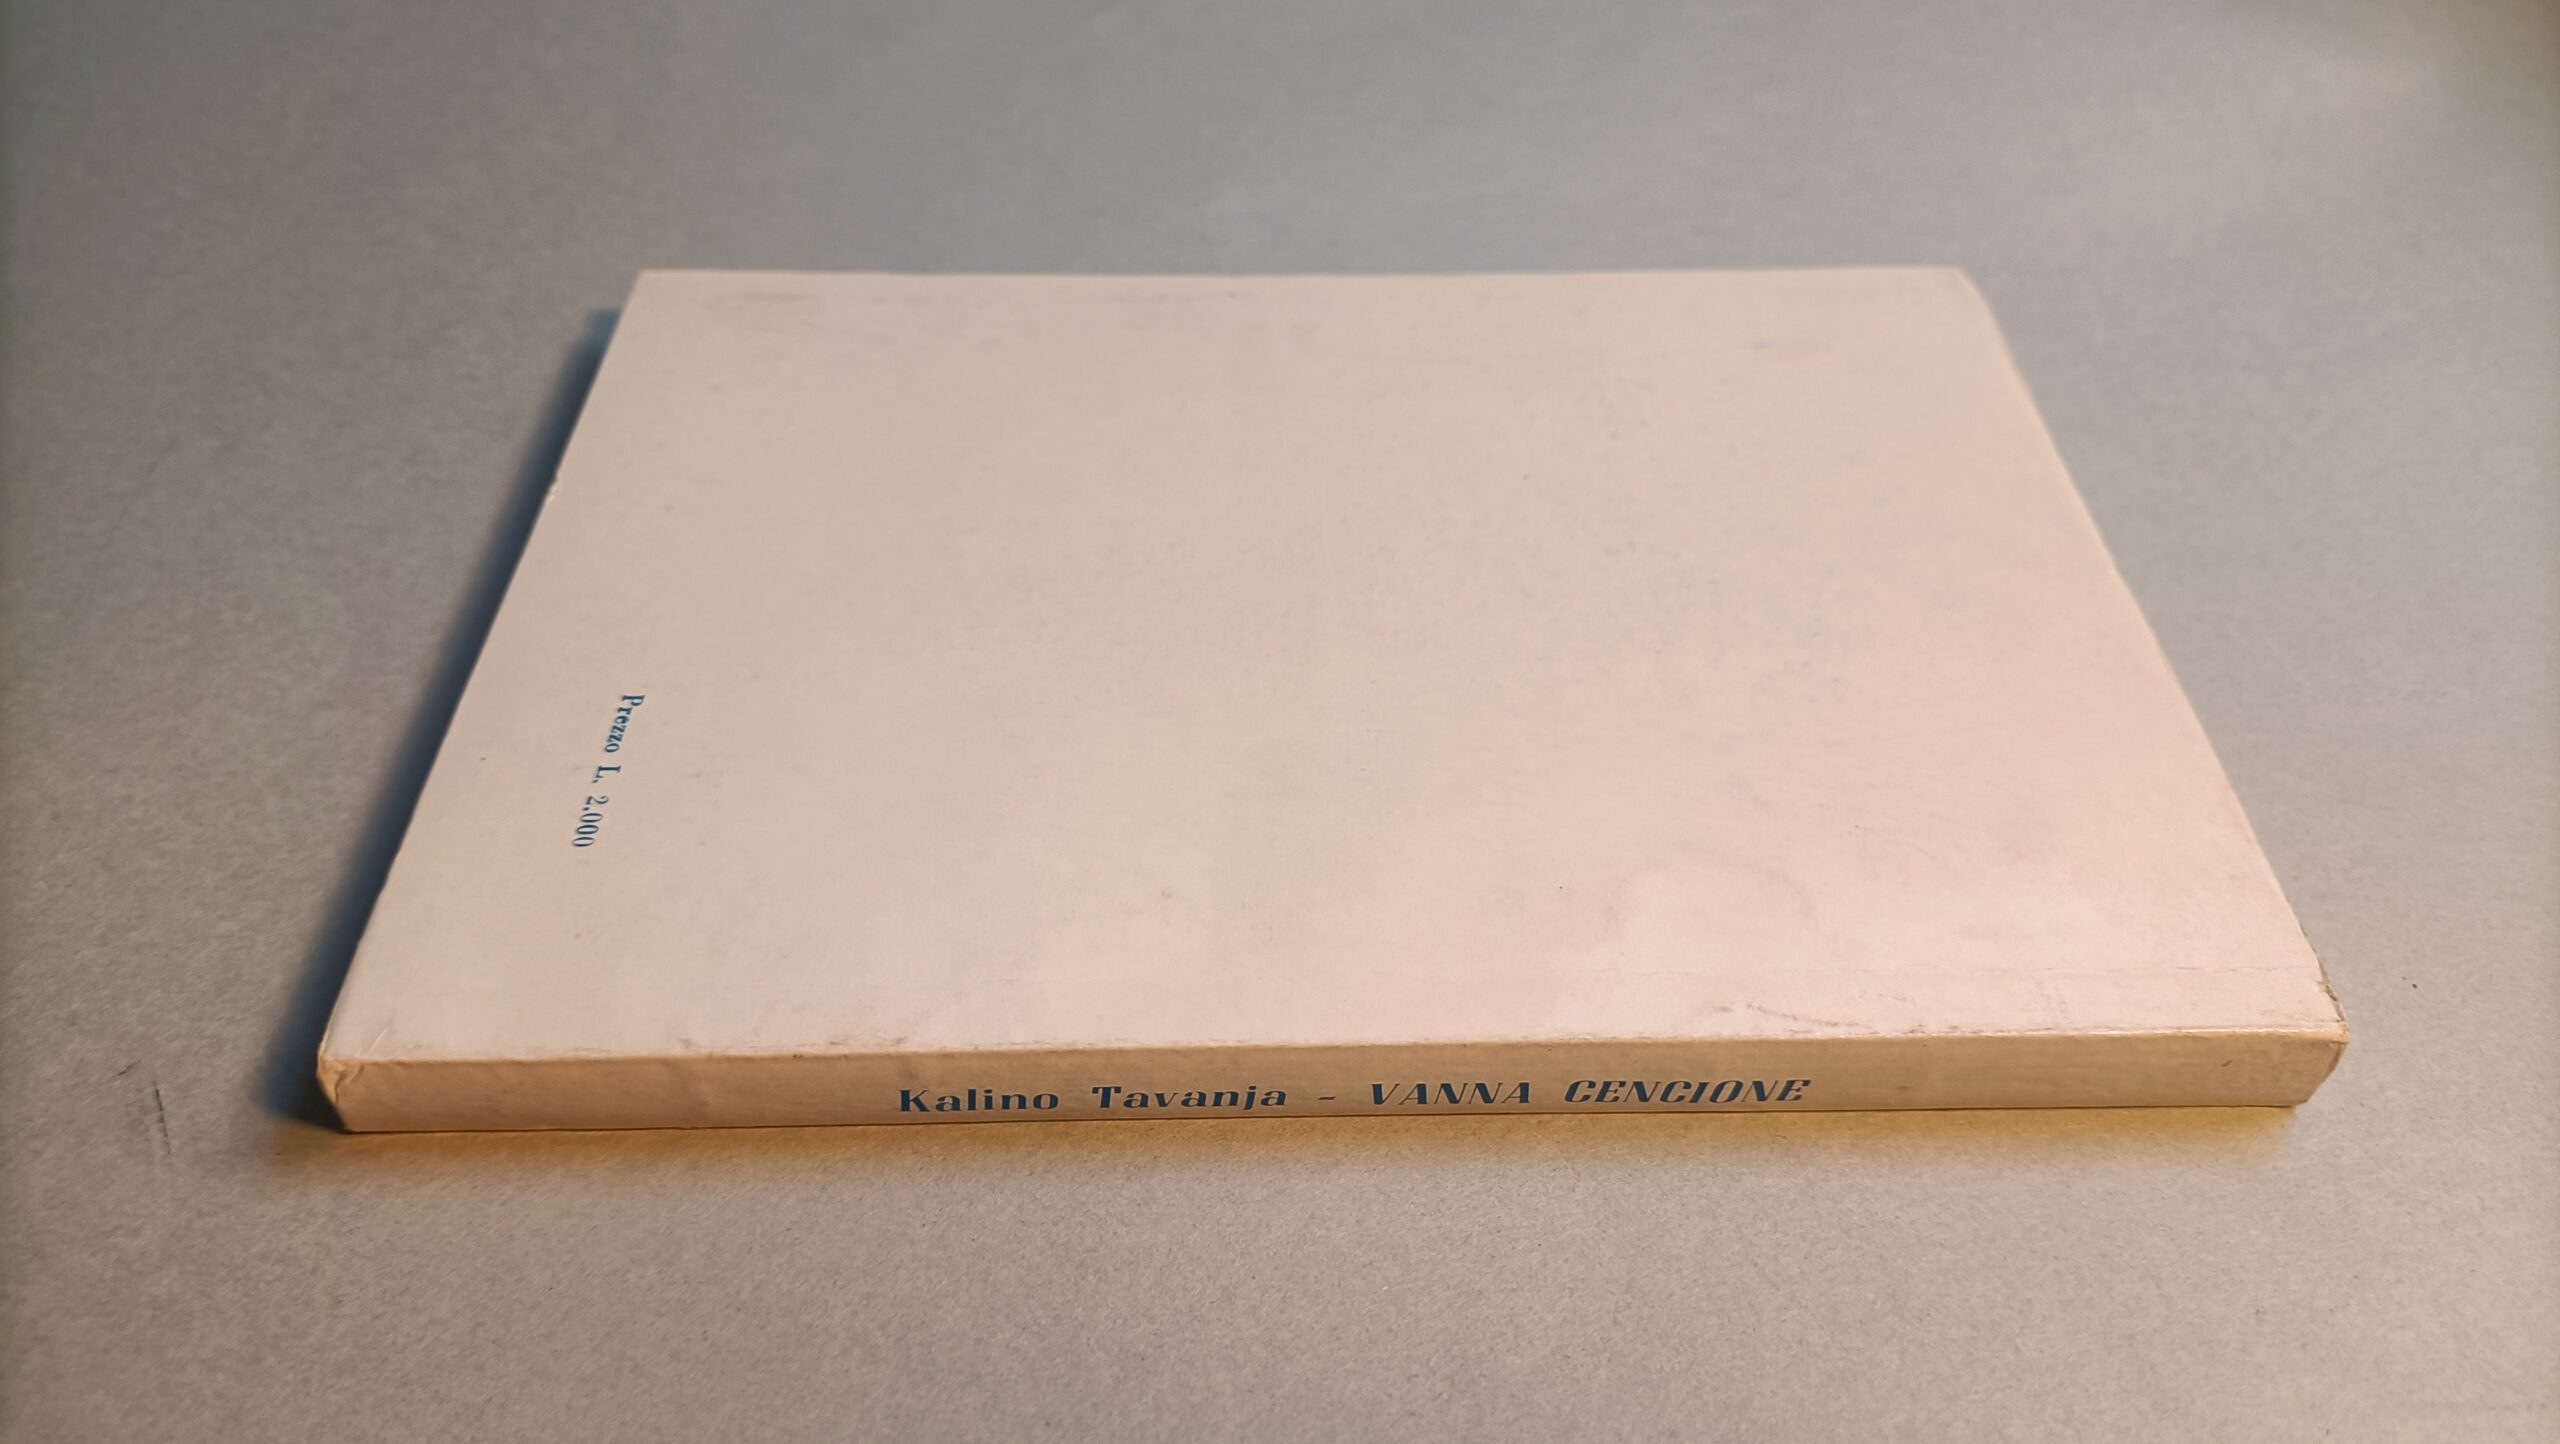 Prezzo L. 2.000
Kalino Tavanja - VANNA CENCIONE